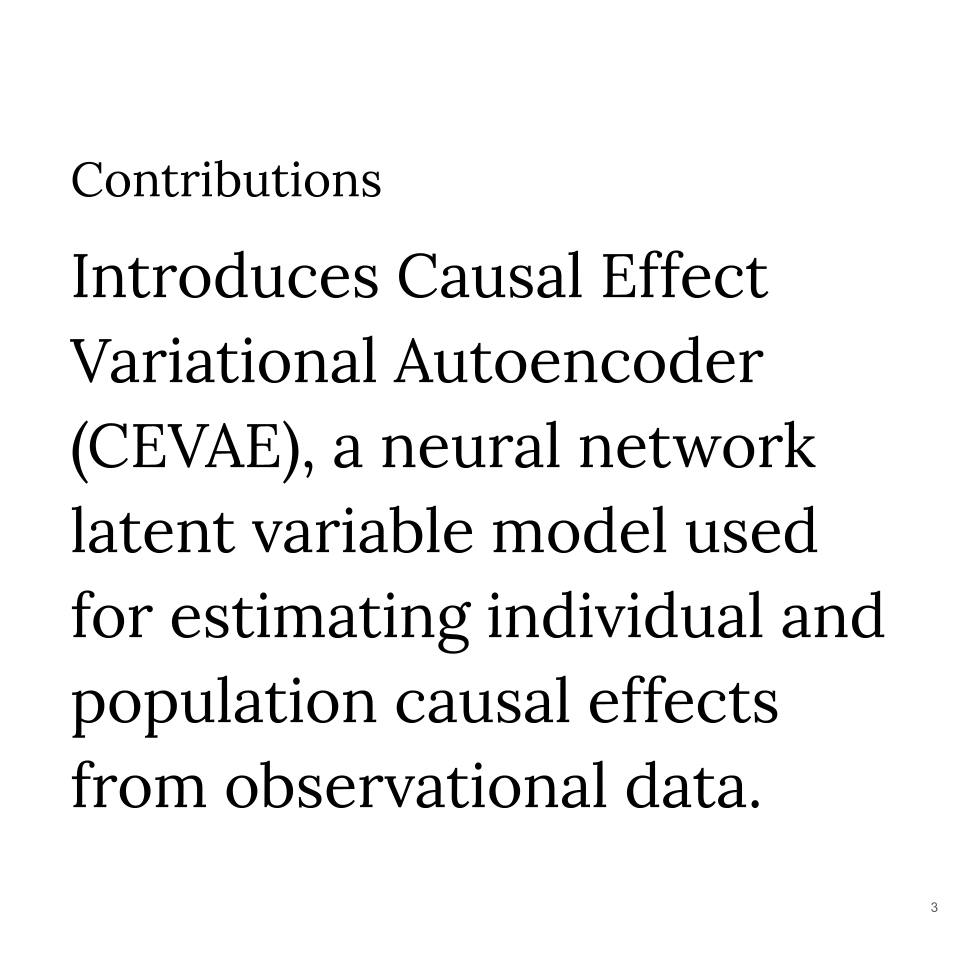 Contributions
Introduces Causal Effect
Variational Autoencoder
(CEVAE), a neural network
latent variable model used
for estimating individual and
population causal effects
from observational data.
3